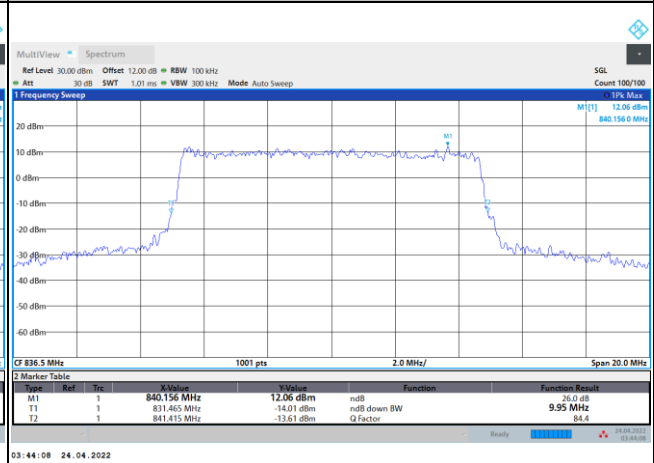 MultiView Spectrum
Ref Level 30.00 dBm Offset 12.00 dB RBW 100 kHz SGL
Att 30 dB SWT 1.01 ms VBW 300 kHz Mode Auto Sweep Count 100/100
1 Frequency Sweep 1Pk Max
M1[1] 12.06 dBm
840.156 0 MHz
20 dBm
M1
10 dBm
0 dBm
-10 dBm
T1 T2
-20 dBm
-30 dBm
-40 dBm
-50 dBm
-60 dBm
CF 836.5 MHz 1001 pts 2.0 MHz/ Span 20.0 MHz
2 Marker Table
Type Ref Trc X-Value Y-Value Function Function Result
M1 1 840.156 MHz 12.06 dBm ndB 26.0 dB
T1 1 831.465 MHz -14.01 dBm ndB down BW 9.95 MHz
T2 1 841.415 MHz -13.61 dBm Q Factor 84.4
Ready 24.04.2022
03:44:08
03:44:08 24.04.2022